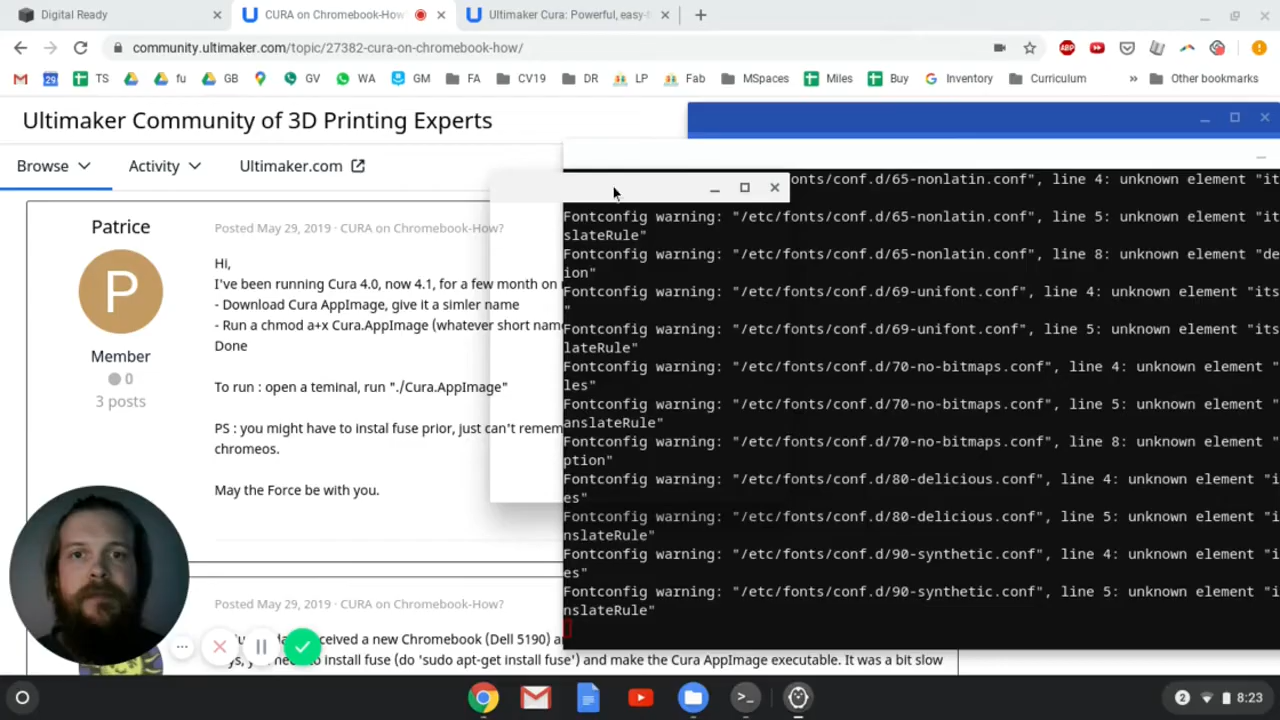 Digital Ready
CURA on Chromebook-How
Ultimaker Cura: Powerful, easy-
community.ultimaker.com/topic/27382-cura-on-chromebook-how/
ABP
29 TS fu GB GV WA GM FA CV19 DR LP Fab MSpaces Miles Buy Inventory Curriculum » Other bookmarks
Ultimaker Community of 3D Printing Experts
Browse Activity Ultimaker.com
Patrice
P
Member
0
3 posts
Posted May 29, 2019 · CURA on Chromebook-How?
Hi,
I've been running Cura 4.0, now 4.1, for a few month on
- Download Cura AppImage, give it a simler name
- Run a chmod a+x Cura.AppImage (whatever short nam
Done
To run : open a teminal, run "./Cura.AppImage"
PS : you might have to instal fuse prior, just can't remem
chromeos.
May the Force be with you.
Posted May 29, 2019 · CURA on Chromebook-How?
ceived a new Chromebook (Dell 5190) a
to install fuse (do 'sudo apt-get install fuse') and make the Cura AppImage executable. It was a bit slow
fonts/conf.d/65-nonlatin.conf", line 4: unknown element "it
Fontconfig warning: "/etc/fonts/conf.d/65-nonlatin.conf", line 5: unknown element "it
slateRule"
Fontconfig warning: "/etc/fonts/conf.d/65-nonlatin.conf", line 8: unknown element "de
ion"
Fontconfig warning: "/etc/fonts/conf.d/69-unifont.conf", line 4: unknown element "its
"
Fontconfig warning: "/etc/fonts/conf.d/69-unifont.conf", line 5: unknown element "its
lateRule"
Fontconfig warning: "/etc/fonts/conf.d/70-no-bitmaps.conf", line 4: unknown element "
les"
Fontconfig warning: "/etc/fonts/conf.d/70-no-bitmaps.conf", line 5: unknown element "
anslateRule"
Fontconfig warning: "/etc/fonts/conf.d/70-no-bitmaps.conf", line 8: unknown element "
ption"
Fontconfig warning: "/etc/fonts/conf.d/80-delicious.conf", line 4: unknown element "i
es"
Fontconfig warning: "/etc/fonts/conf.d/80-delicious.conf", line 5: unknown element "i
nslateRule"
Fontconfig warning: "/etc/fonts/conf.d/90-synthetic.conf", line 4: unknown element "i
es"
Fontconfig warning: "/etc/fonts/conf.d/90-synthetic.conf", line 5: unknown element "i
nslateRule"
2 8:23